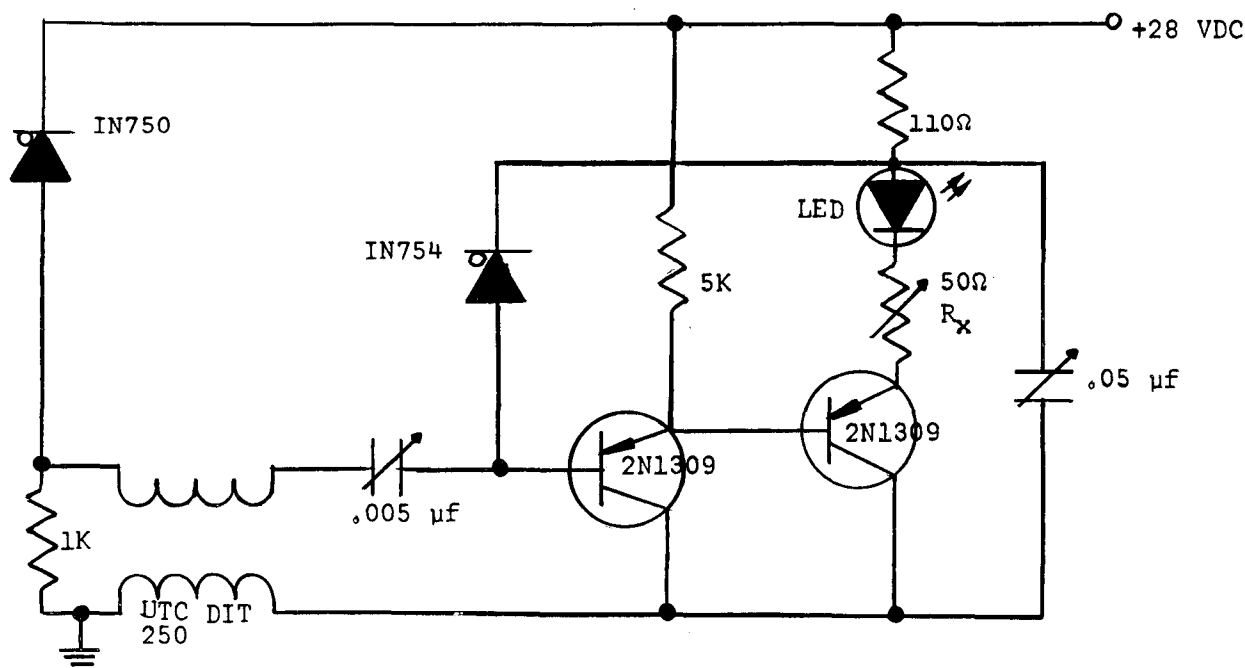 +28 VDC
IN750
110Ω
LED
IN754
5K
50Ω
Rx
.05 µf
2N1309
2N1309
.005 µf
1K
UTC DIT
250